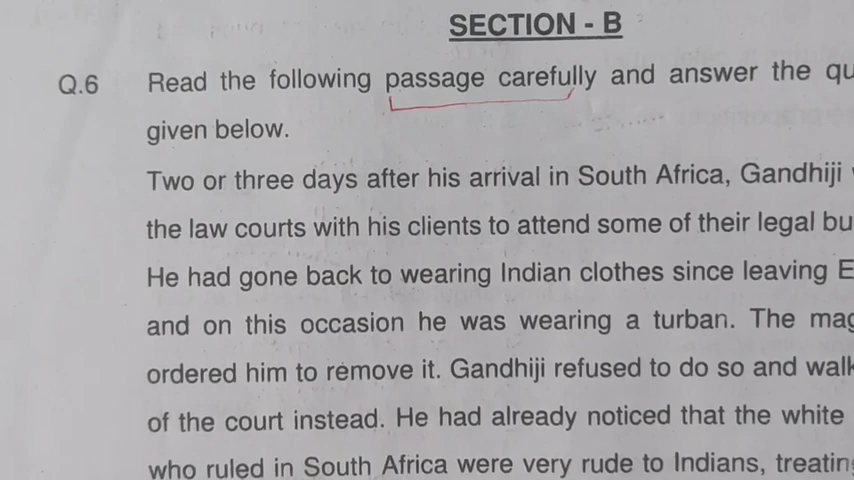 SECTION - B
Q.6 Read the following passage carefully and answer the
given below.
Two or three days after his arrival in South Africa, Gandhiji
the law courts with his clients to attend some of their legal
He had gone back to wearing Indian clothes since leaving
and on this occasion he was wearing a turban. The
ordered him to remove it. Gandhiji refused to do so and
of the court instead. He had already noticed that the white
who ruled in South Africa were very rude to Indians,